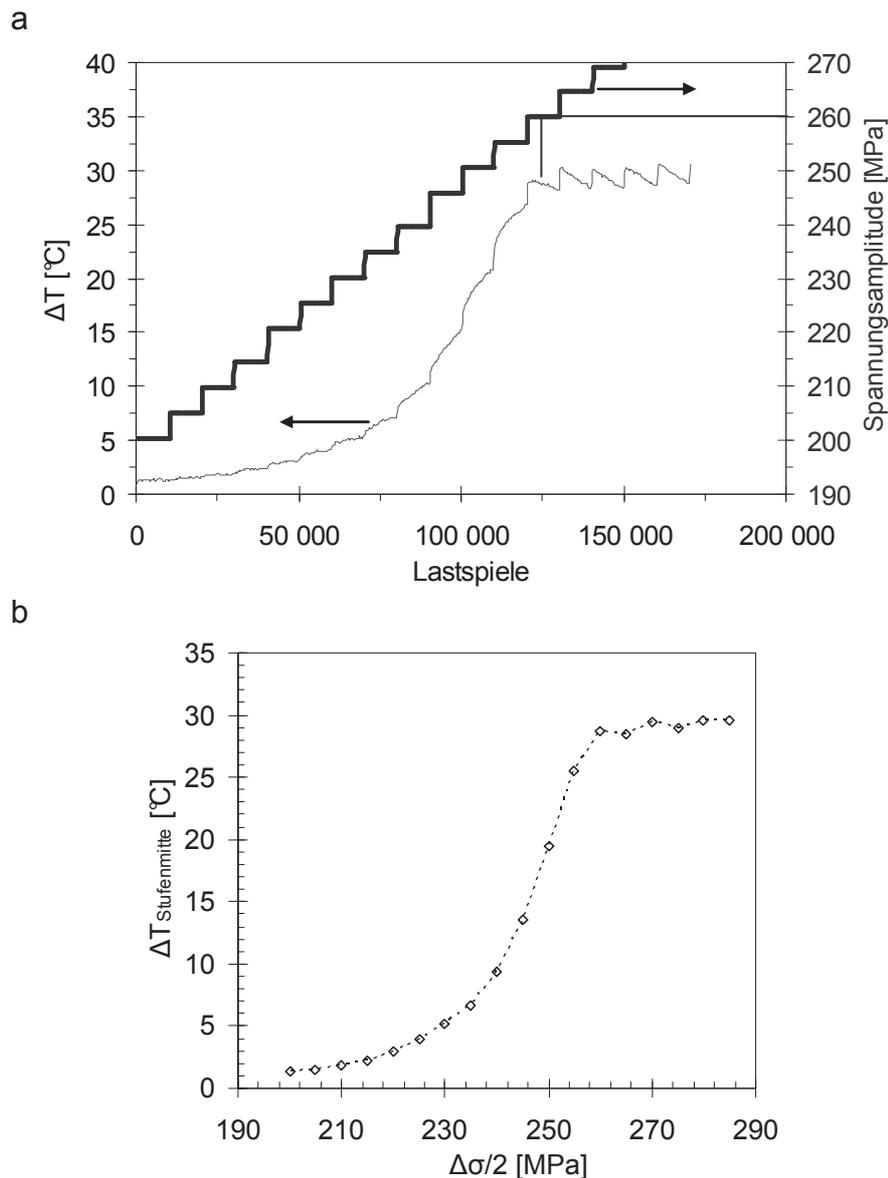 a
40
35
30
25
20
15
10
5
0
ΔT [°C]
270
260
250
240
230
220
210
200
190
Spannungsamplitude [MPa]
0 50 000 100 000 150 000 200 000
Lastspiele
b
35
30
25
20
15
10
5
0
ΔT Stufenmitte [°C]
190 210 230 250 270 290
Δσ/2 [MPa]